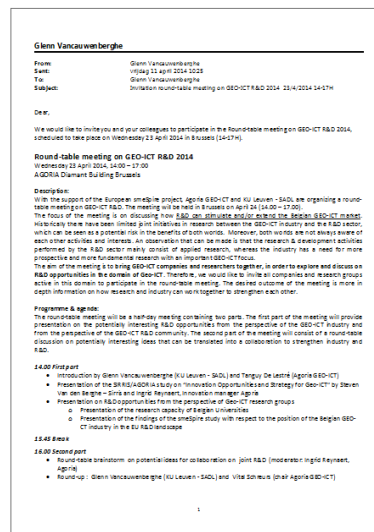 Glenn Vancauwenberghe
From: Glenn Vancauwenberghe
Sent: vrijdag 11 april 2014 10:28
To: Glenn Vancauwenberghe
Subject: Invitation round-table meeting on GEO-ICT R&D 2014 23/4/2014 14-17H
Dear,
We would like to invite you and your colleagues to participate in the Round-table meeting on GEO-ICT R&D 2014,
scheduled to take place on Wednesday 23 April 2014 in Brussels (14-17H).
Round-table meeting on GEO-ICT R&D 2014
Wednesday 23 April 2014, 14:00 – 17:00
AGORIA Diamant Building Brussels
Description:
With the support of the European smeSpire project, Agoria GEO-ICT and KU Leuven - SADL are organizing a round-
table meeting on GEO-ICT R&D. The meeting will be held in Brussels on April 24 (14.00 – 17.00).
The focus of the meeting is on discussing how R&D can stimulate and/or extend the Belgian GEO-ICT market.
Historically there have been limited joint initiatives in research between the GEO-ICT industry and the R&D sector,
which can be seen as a potential risk in the benefits of both worlds. Moreover, both worlds are not always aware of
each other activities and interests. An observation that can be made is that the research & development activities
performed by the R&D sector mainly consist of applied research, whereas the industry has a need for more
prospective and more fundamental research with an important GEO-ICT focus.
The aim of the meeting is to bring GEO-ICT companies and researchers together, in order to explore and discuss on
R&D opportunities in the domain of Geo-ICT. Therefore, we would like to invite all companies and research groups
active in this domain to participate in the round-table meeting. The desired outcome of the meeting is more in
depth information on how research and industry can work together to strengthen each other.
Programme & agenda:
The round-table meeting will be a half-day meeting containing two parts. The first part of the meeting will provide
presentation on the potentially interesting R&D opportunities from the perspective of the GEO-ICT industry and
from the perspective of the GEO-ICT R&D community. The second part of the meeting will consist of a round-table
discussion on potentially interesting ideas that can be translated into a collaboration to strengthen industry and
R&D.
14.00 First part
• Introduction by Glenn Vancauwenberghe (KU Leuven - SADL) and Tanguy De Lestré (Agoria GEO-ICT)
• Presentation of the SIRRIS/AGORIA study on "Innovation Opportunities and Strategy for Geo-ICT" by Steven
Van den Berghe – Sirris and Ingrid Reynaert, Innovation manager Agoria
• Presentation on R&D opportunities from the perspective of Geo-ICT research groups
o Presentation of the research capacity of Belgian Universities
o Presentation of the findings of the smeSpire study with respect to the position of the Belgian GEO-
ICT industry in the EU R&D landscape
15.45 Break
16.00 Second part
• Round-table brainstorm on potential ideas for collaboration on joint R&D (moderator: Ingrid Reynaert,
Agoria)
• Round-up : Glenn Vancauwenberghe (KU Leuven - SADL) and Vital Schreurs (chair Agoria GEO-ICT)
1